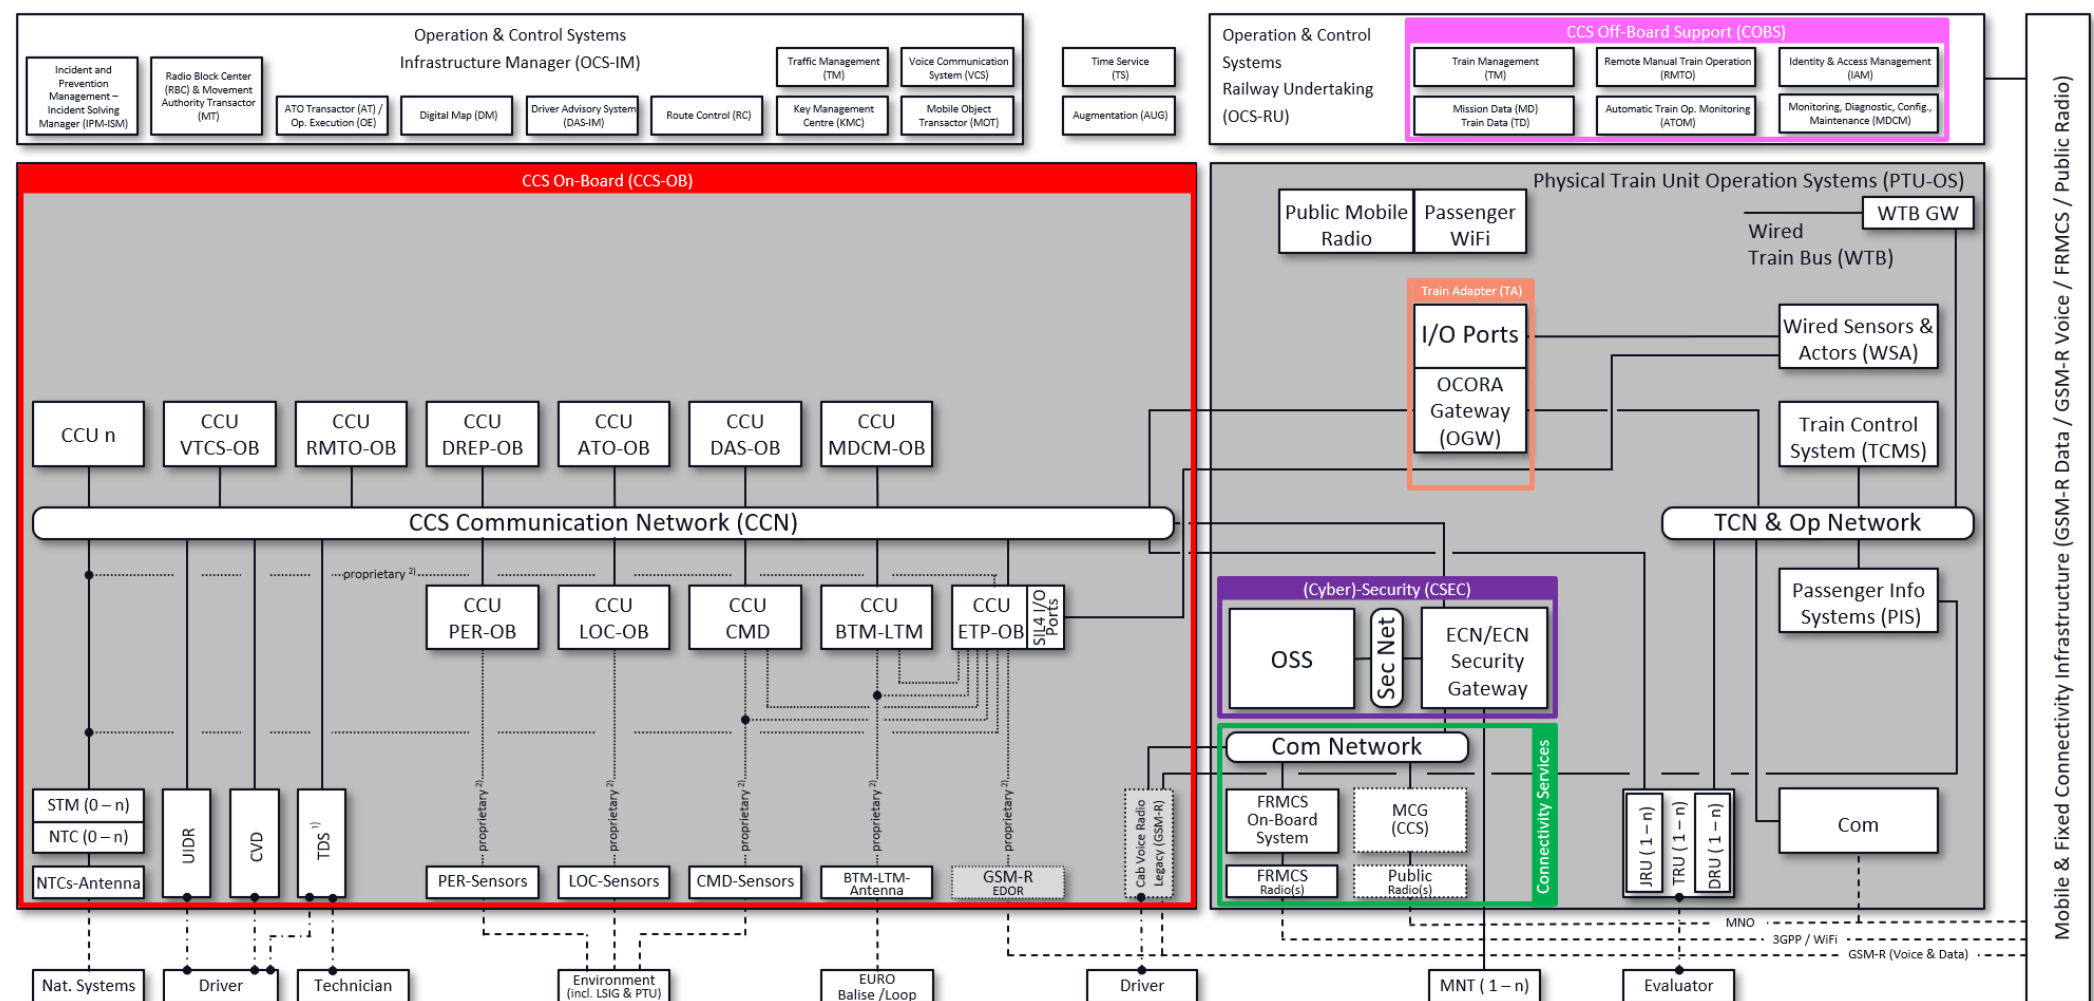 Operation & Control Systems
Infrastructure Manager (OCS-IM)
Incident and
Prevention
Management –
Incident Solving
Manager (IPM-ISM)
Radio Block Center
(RBC) & Movement
Authority Transactor
(MT)
ATO Transactor (AT) /
Op. Execution (OE)
Digital Map (DM)
Driver Advisory System
(DAS-IM)
Route Control (RC)
Traffic Management
(TM)
Voice Communication
System (VCS)
Key Management
Centre (KMC)
Mobile Object
Transactor (MOT)
Time Service
(TS)
Augmentation (AUG)
Operation & Control
Systems
Railway Undertaking
(OCS-RU)
CCS Off-Board Support (COBS)
Train Management
(TM)
Remote Manual Train Operation
(RMTO)
Identity & Access Management
(IAM)
Mission Data (MD)
Train Data (TD)
Automatic Train Op. Monitoring
(ATOM)
Monitoring, Diagnostic, Config.,
Maintenance (MDCM)
Mobile & Fixed Connectivity Infrastructure (GSM-R Data / GSM-R Voice / FRMCS / Public Radio)
CCS On-Board (CCS-OB)
CCU n
CCU
VTCS-OB
CCU
RMTO-OB
CCU
DREP-OB
CCU
ATO-OB
CCU
DAS-OB
CCU
MDCM-OB
CCS Communication Network (CCN)
proprietary 2)
CCU
PER-OB
CCU
LOC-OB
CCU
CMD
CCU
BTM-LTM
CCU
ETP-OB
SIL4 I/O
Ports
proprietary 2)
proprietary 2)
proprietary 2)
proprietary 2)
proprietary 2)
STM (0 – n)
NTC (0 – n)
NTCs-Antenna
UIDR
CVD
TDS 1)
PER-Sensors
LOC-Sensors
CMD-Sensors
BTM-LTM-
Antenna
GSM-R
EDOR
Cab Voice Radio
Legacy (GSM-R)
Physical Train Unit Operation Systems (PTU-OS)
Public Mobile
Radio
Passenger
WiFi
WTB GW
Wired
Train Bus (WTB)
Train Adapter (TA)
I/O Ports
OCORA
Gateway
(OGW)
Wired Sensors &
Actors (WSA)
Train Control
System (TCMS)
TCN & Op Network
Passenger Info
Systems (PIS)
(Cyber)-Security (CSEC)
OSS
Sec Net
ECN/ECN
Security
Gateway
Com Network
Connectivity Services
FRMCS
On-Board
System
MCG
(CCS)
FRMCS
Radio(s)
Public
Radio(s)
JRU ( 1 – n)
TRU ( 1 – n)
DRU ( 1 – n)
Com
MNO
3GPP / WiFi
GSM-R (Voice & Data)
Nat. Systems
Driver
Technician
Environment
(incl. LSIG & PTU)
EURO
Balise /Loop
Driver
MNT ( 1 – n)
Evaluator